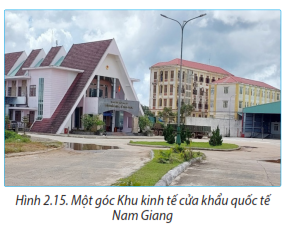 Hình 2.15. Một góc Khu kinh tế cửa khẩu quốc tế
Nam Giang